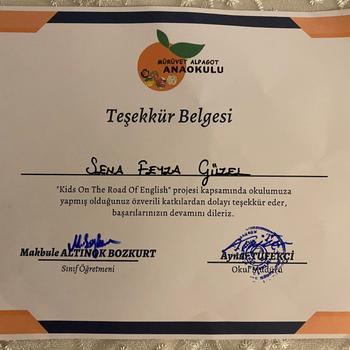 MÜRÜVET ALPAGOT
ANAOKULU
Teşekkür Belgesi
SENA FEYZA GÜZEL
"Kids On The Road Of English" projesi kapsamında okulumuza
yapmış olduğunuz özverili katkılardan dolayı teşekkür eder,
başarılarınızın devamını dileriz.
Makbule ALTINOK BOZKURT
Sınıf Öğretmeni
TÜFEKÇİ
Okul Müdürü